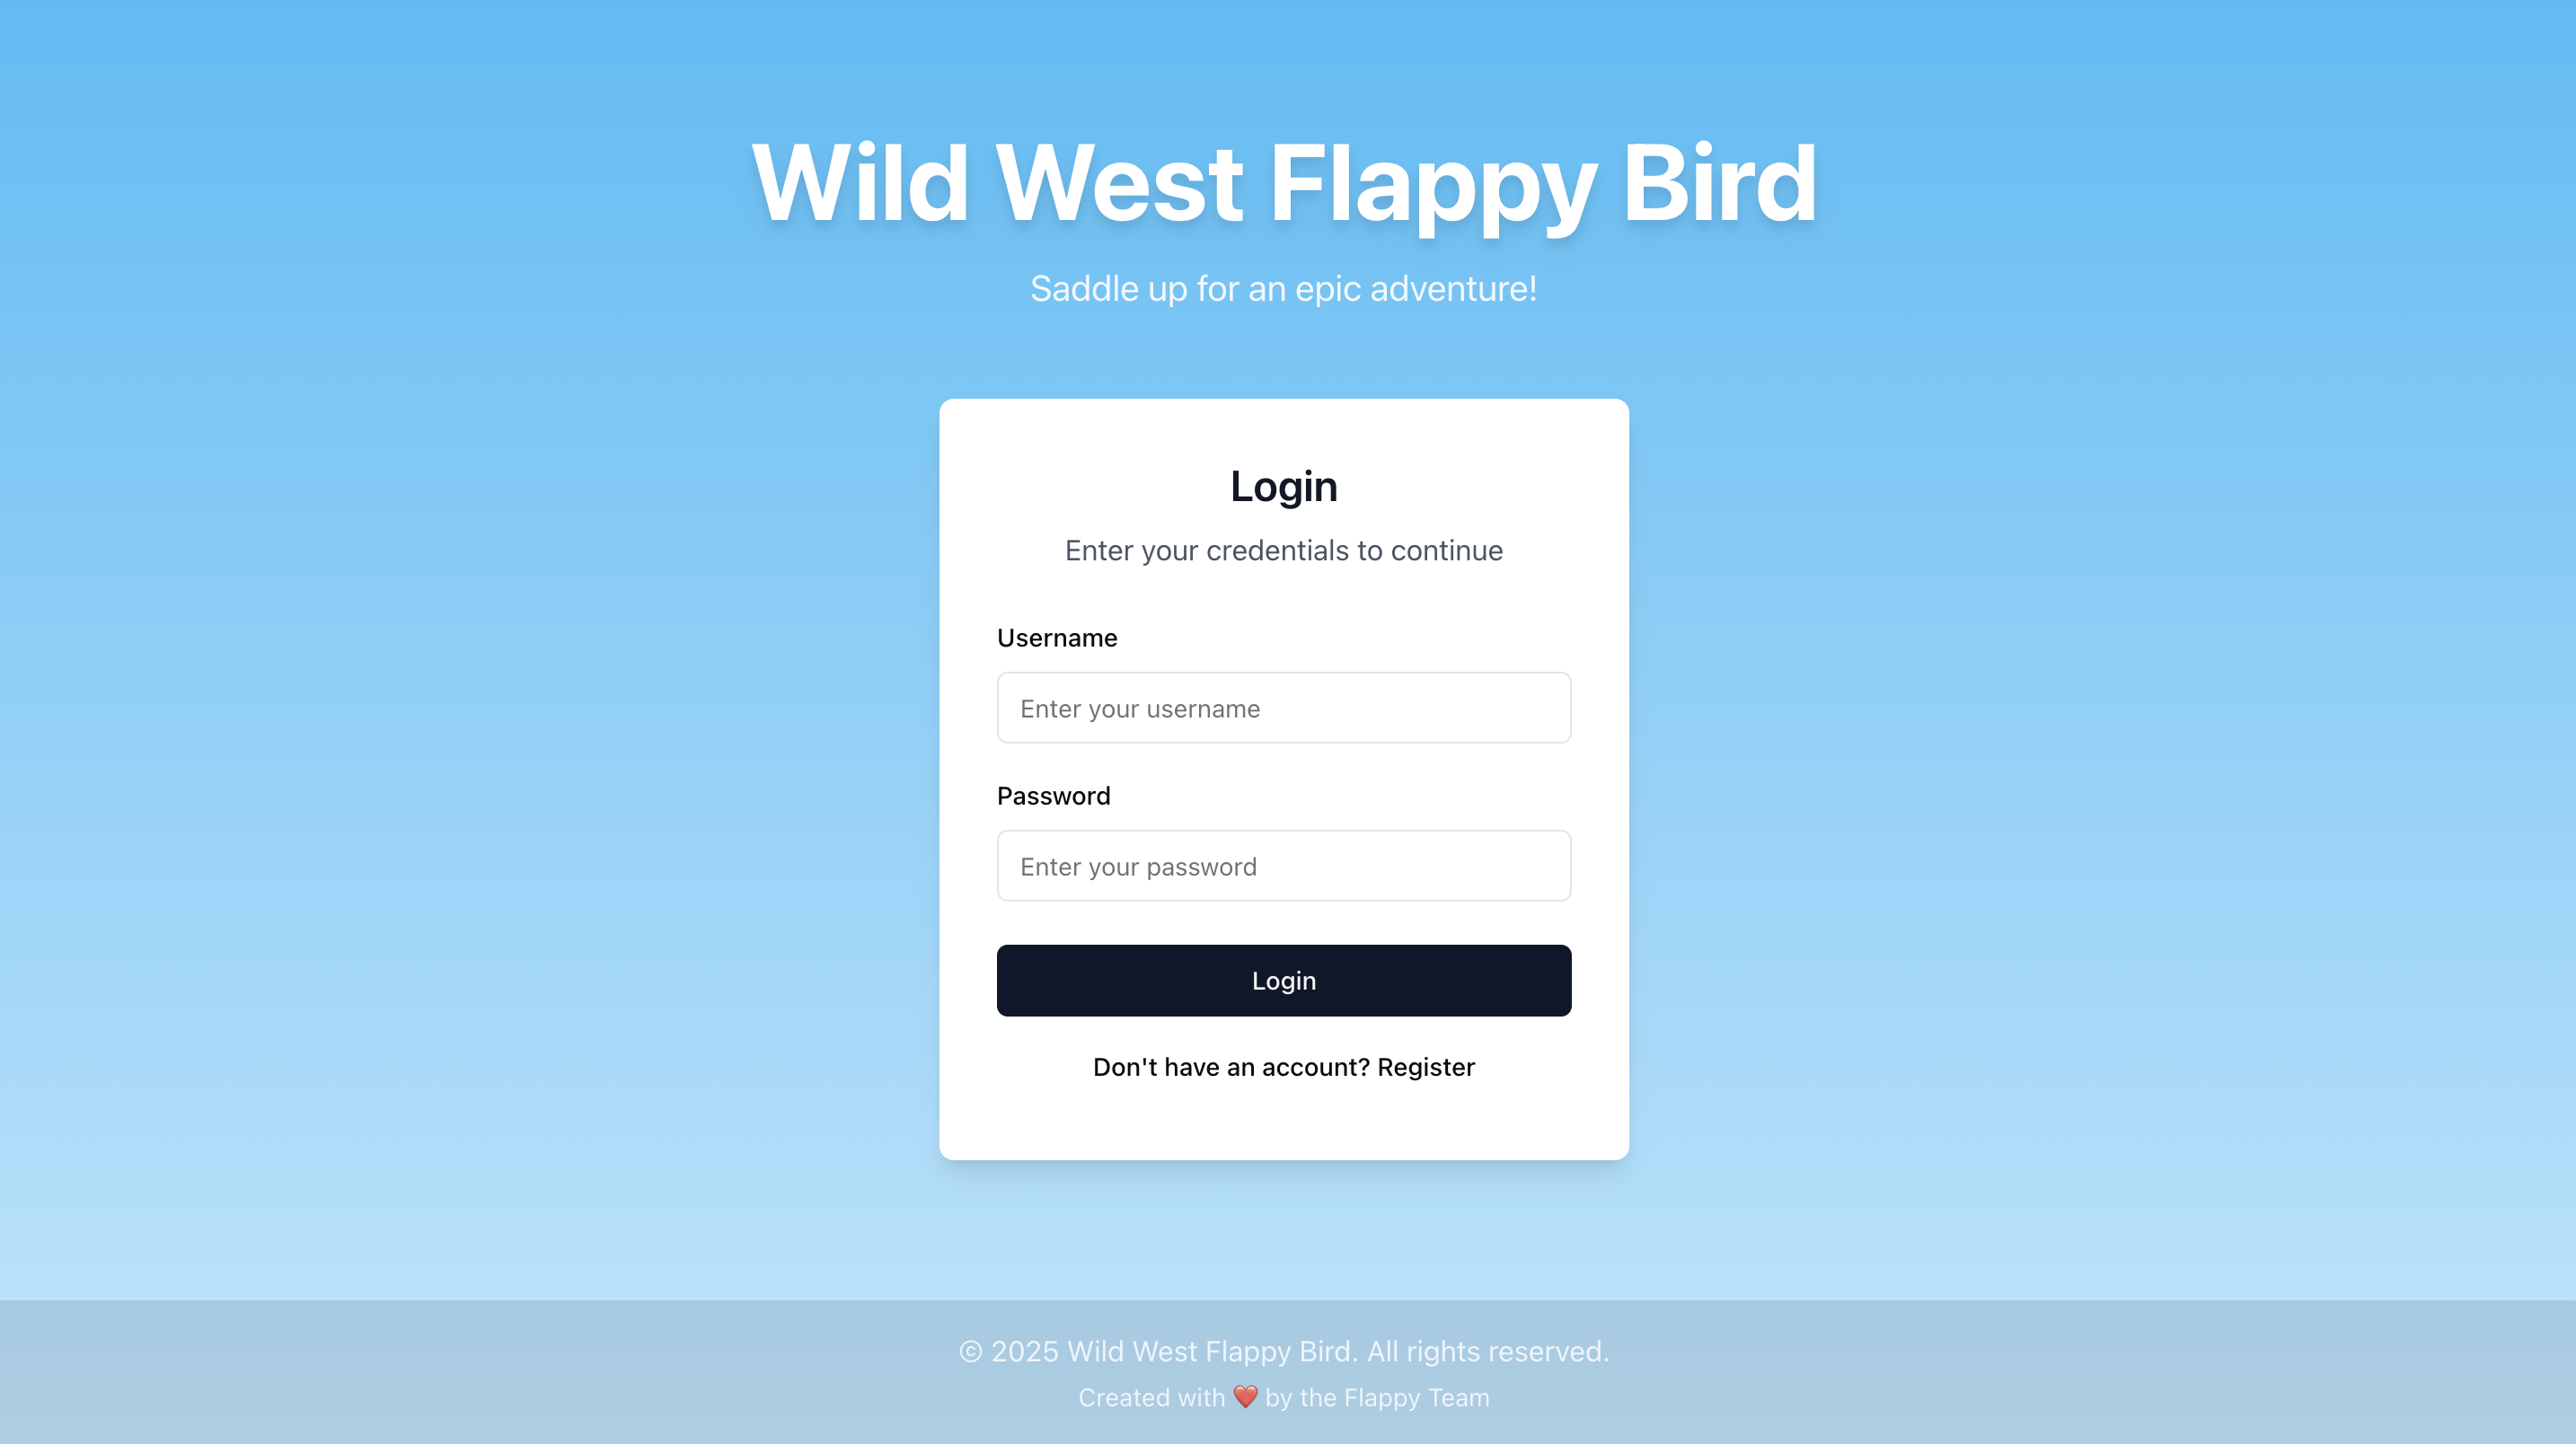 Wild West Flappy Bird
Saddle up for an epic adventure!
Login
Enter your credentials to continue
Username
Enter your username
Password
Enter your password
Login
Don't have an account? Register
© 2025 Wild West Flappy Bird. All rights reserved.
Created with ❤️ by the Flappy Team